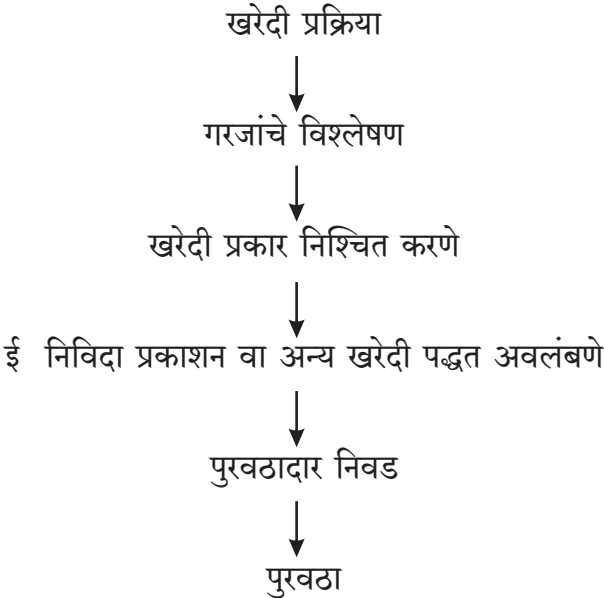 खरेदी प्रक्रिया
गरजांचे विश्लेषण
खरेदी प्रकार निश्चित करणे
ई निविदा प्रकाशन वा अन्य खरेदी पद्धत अवलंबणे
पुरवठादार निवड
पुरवठा